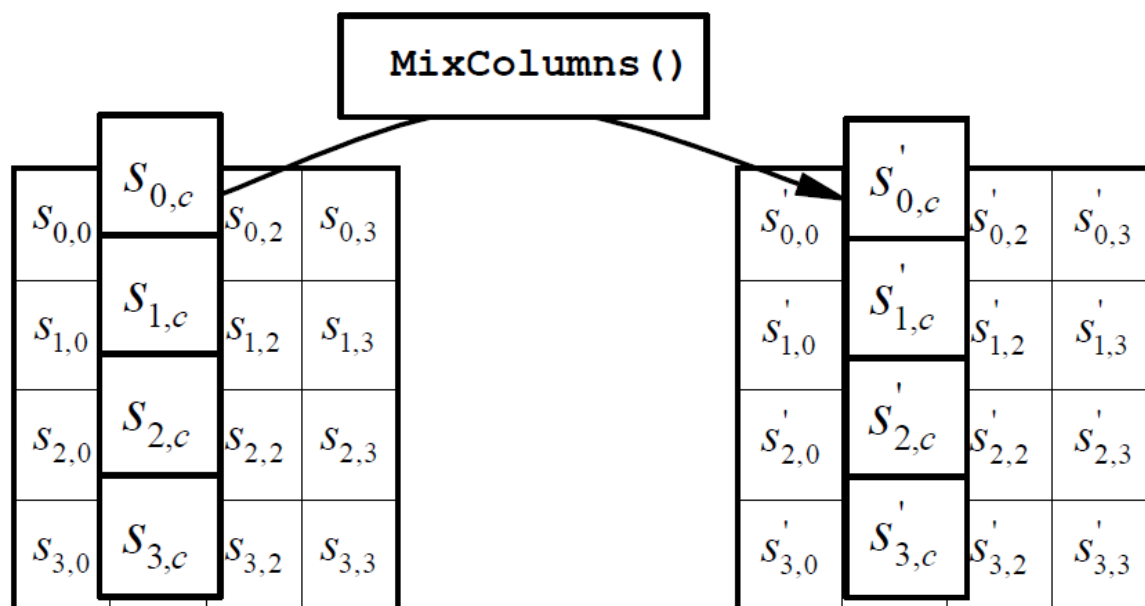 MixColumns()
s0,0 s0,c s0,2 s0,3
s1,0 s1,c s1,2 s1,3
s2,0 s2,c s2,2 s2,3
s3,0 s3,c s3,2 s3,3
s'0,0 s'0,c s'0,2 s'0,3
s'1,0 s'1,c s'1,2 s'1,3
s'2,0 s'2,c s'2,2 s'2,3
s'3,0 s'3,c s'3,2 s'3,3